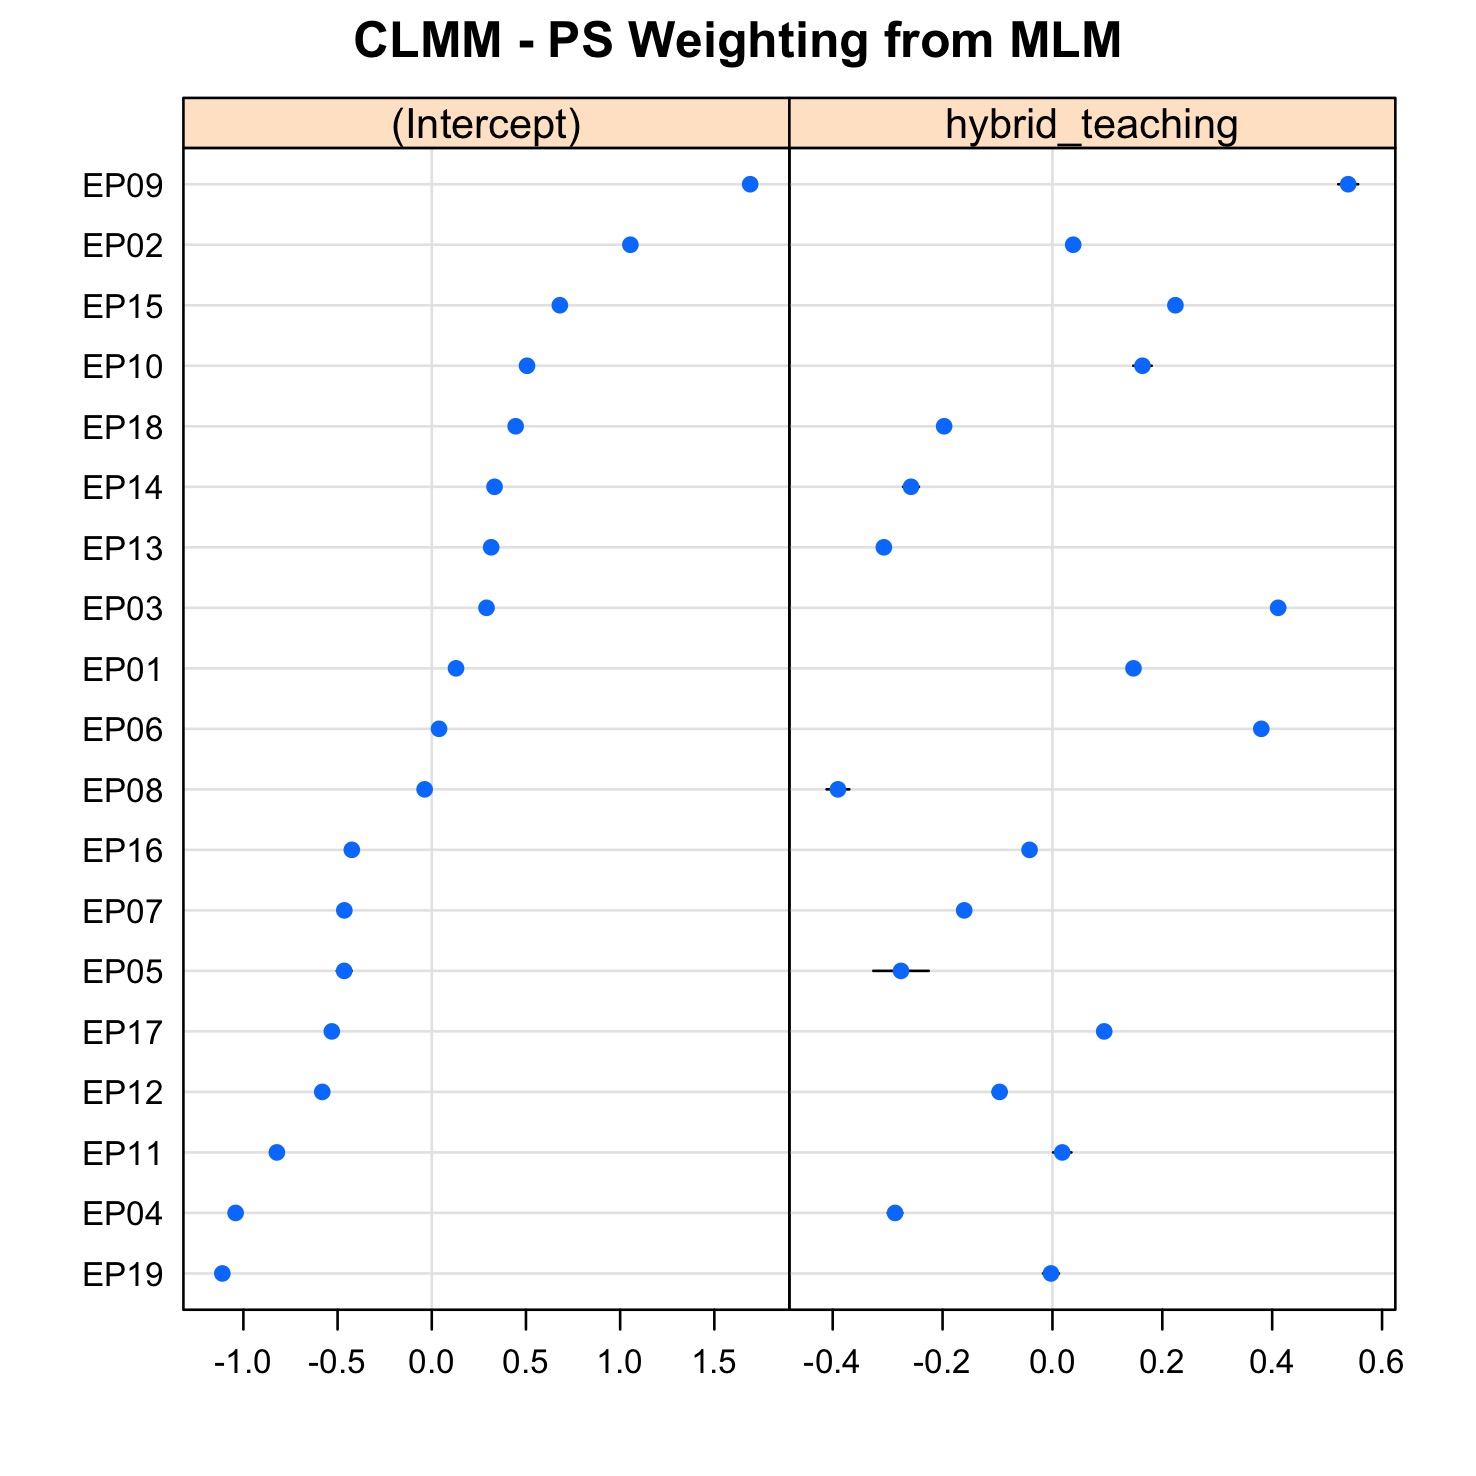 CLMM - PS Weighting from MLM
(Intercept) hybrid_teaching
EP09
EP02
EP15
EP10
EP18
EP14
EP13
EP03
EP01
EP06
EP08
EP16
EP07
EP05
EP17
EP12
EP11
EP04
EP19
-1.0 -0.5 0.0 0.5 1.0 1.5 -0.4 -0.2 0.0 0.2 0.4 0.6